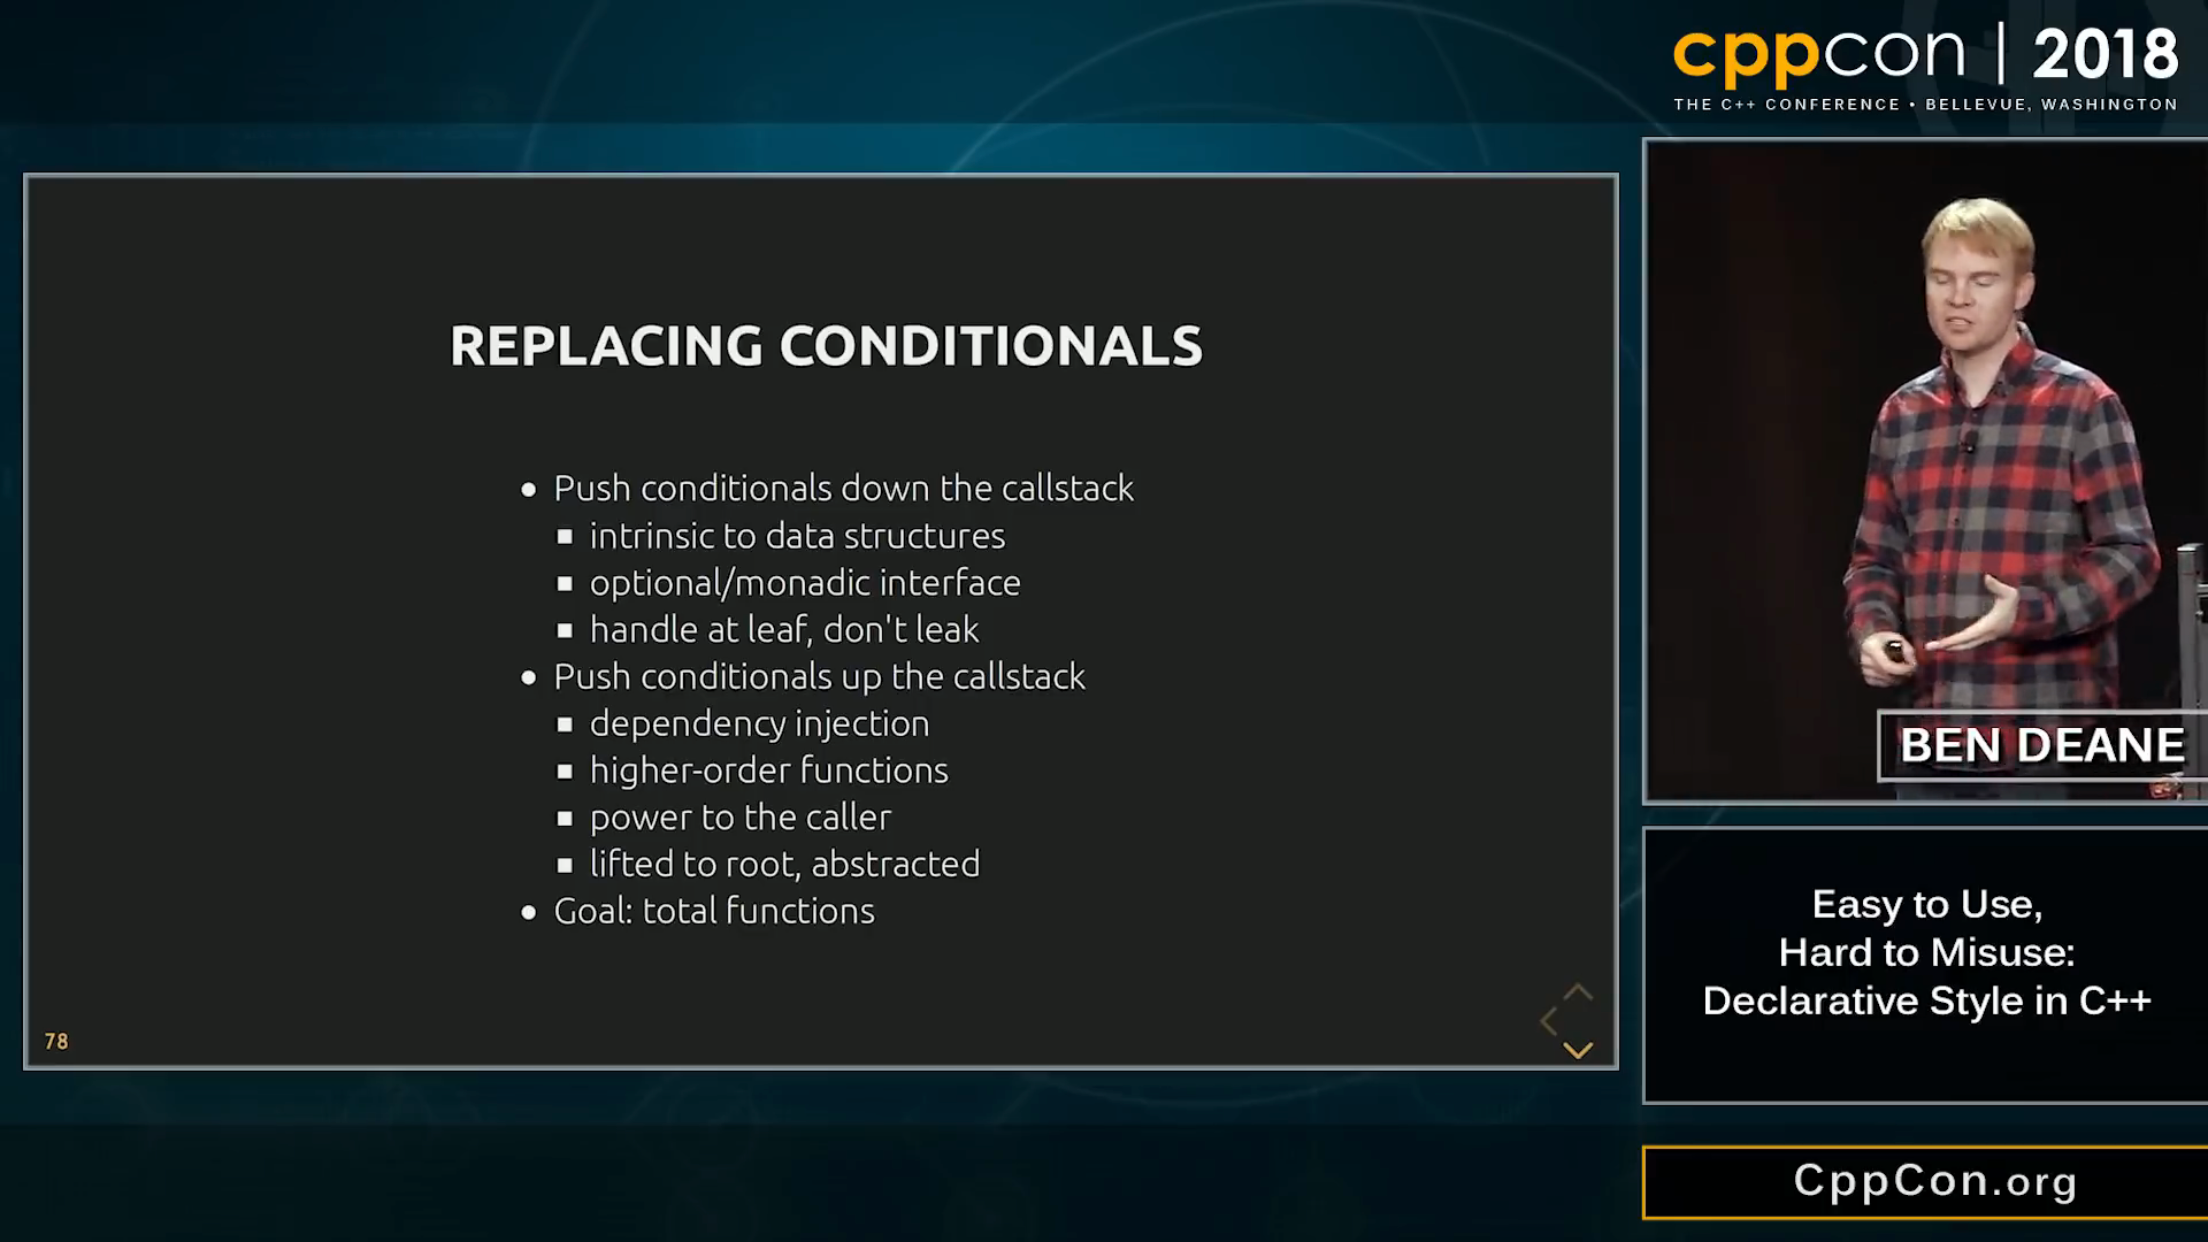 cppcon | 2018
THE C++ CONFERENCE • BELLEVUE, WASHINGTON
REPLACING CONDITIONALS
• Push conditionals down the callstack
▪ intrinsic to data structures
▪ optional/monadic interface
▪ handle at leaf, don't leak
• Push conditionals up the callstack
▪ dependency injection
▪ higher-order functions
▪ power to the caller
▪ lifted to root, abstracted
• Goal: total functions
78
BEN DEANE
Easy to Use,
Hard to Misuse:
Declarative Style in C++
CppCon.org